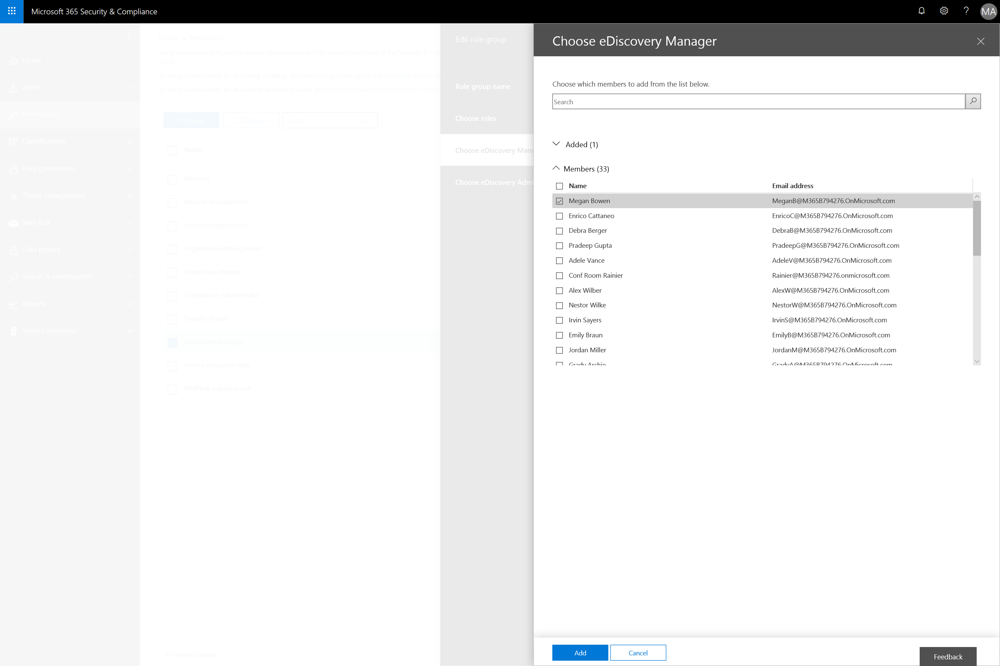 Microsoft 365 Security & Compliance
MA
Home
Alerts
Permissions
Classifications
Data governance
Threat management
Mail flow
Data privacy
Search & investigation
Reports
Service assurance
Home > Permissions
Assign permissions to people in your organization so they can perform tasks in the Security & Co
more
To assign permissions for archiving, auditing, and retention policies, go to the Exchange admin ce
To assign permissions for document deletion policies, go to the Document Deletion Policy Center
Create
Refresh
Search
Name
Reviewer
Records Management
Security Administrator
Organization Management
Supervisory Review
Compliance Administrator
Security Reader
eDiscovery Manager
Service Assurance User
MailFlow Administrator
10 item(s) loaded.
Edit role group
Role group name
Choose roles
Choose eDiscovery Mana
Choose eDiscovery Admi
Choose eDiscovery Manager
Choose which members to add from the list below.
Search
Added (1)
Members (33)
Name Email address
Megan Bowen MeganB@M365B794276.OnMicrosoft.com
Enrico Cattaneo EnricoC@M365B794276.OnMicrosoft.com
Debra Berger DebraB@M365B794276.OnMicrosoft.com
Pradeep Gupta PradeepG@M365B794276.OnMicrosoft.com
Adele Vance AdeleV@M365B794276.OnMicrosoft.com
Conf Room Rainier Rainier@M365B794276.onmicrosoft.com
Alex Wilber AlexW@M365B794276.OnMicrosoft.com
Nestor Wilke NestorW@M365B794276.OnMicrosoft.com
Irvin Sayers IrvinS@M365B794276.OnMicrosoft.com
Emily Braun EmilyB@M365B794276.OnMicrosoft.com
Jordan Miller JordanM@M365B794276.OnMicrosoft.com
Grady Archie GradyA@M365B794276.OnMicrosoft.com
Add
Cancel
Feedback